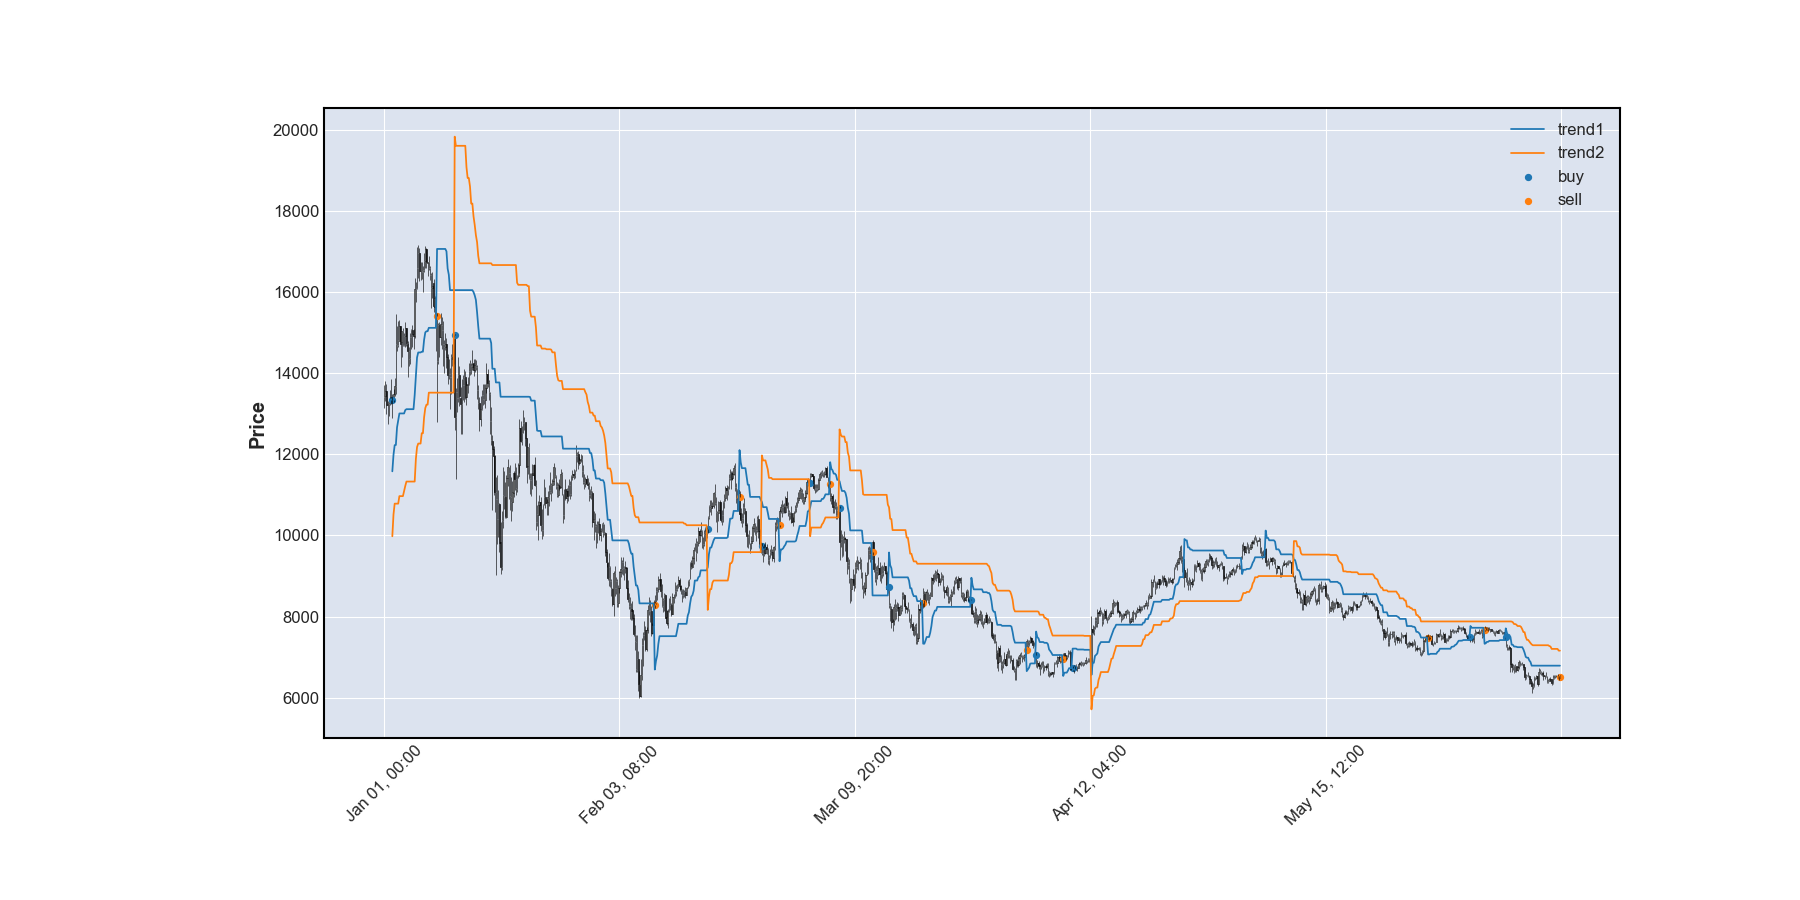 20000
18000
16000
14000
12000
10000
8000
6000
Price
trend1
trend2
buy
sell
Jan 01, 00:00
Feb 03, 08:00
Mar 09, 20:00
Apr 12, 04:00
May 15, 12:00